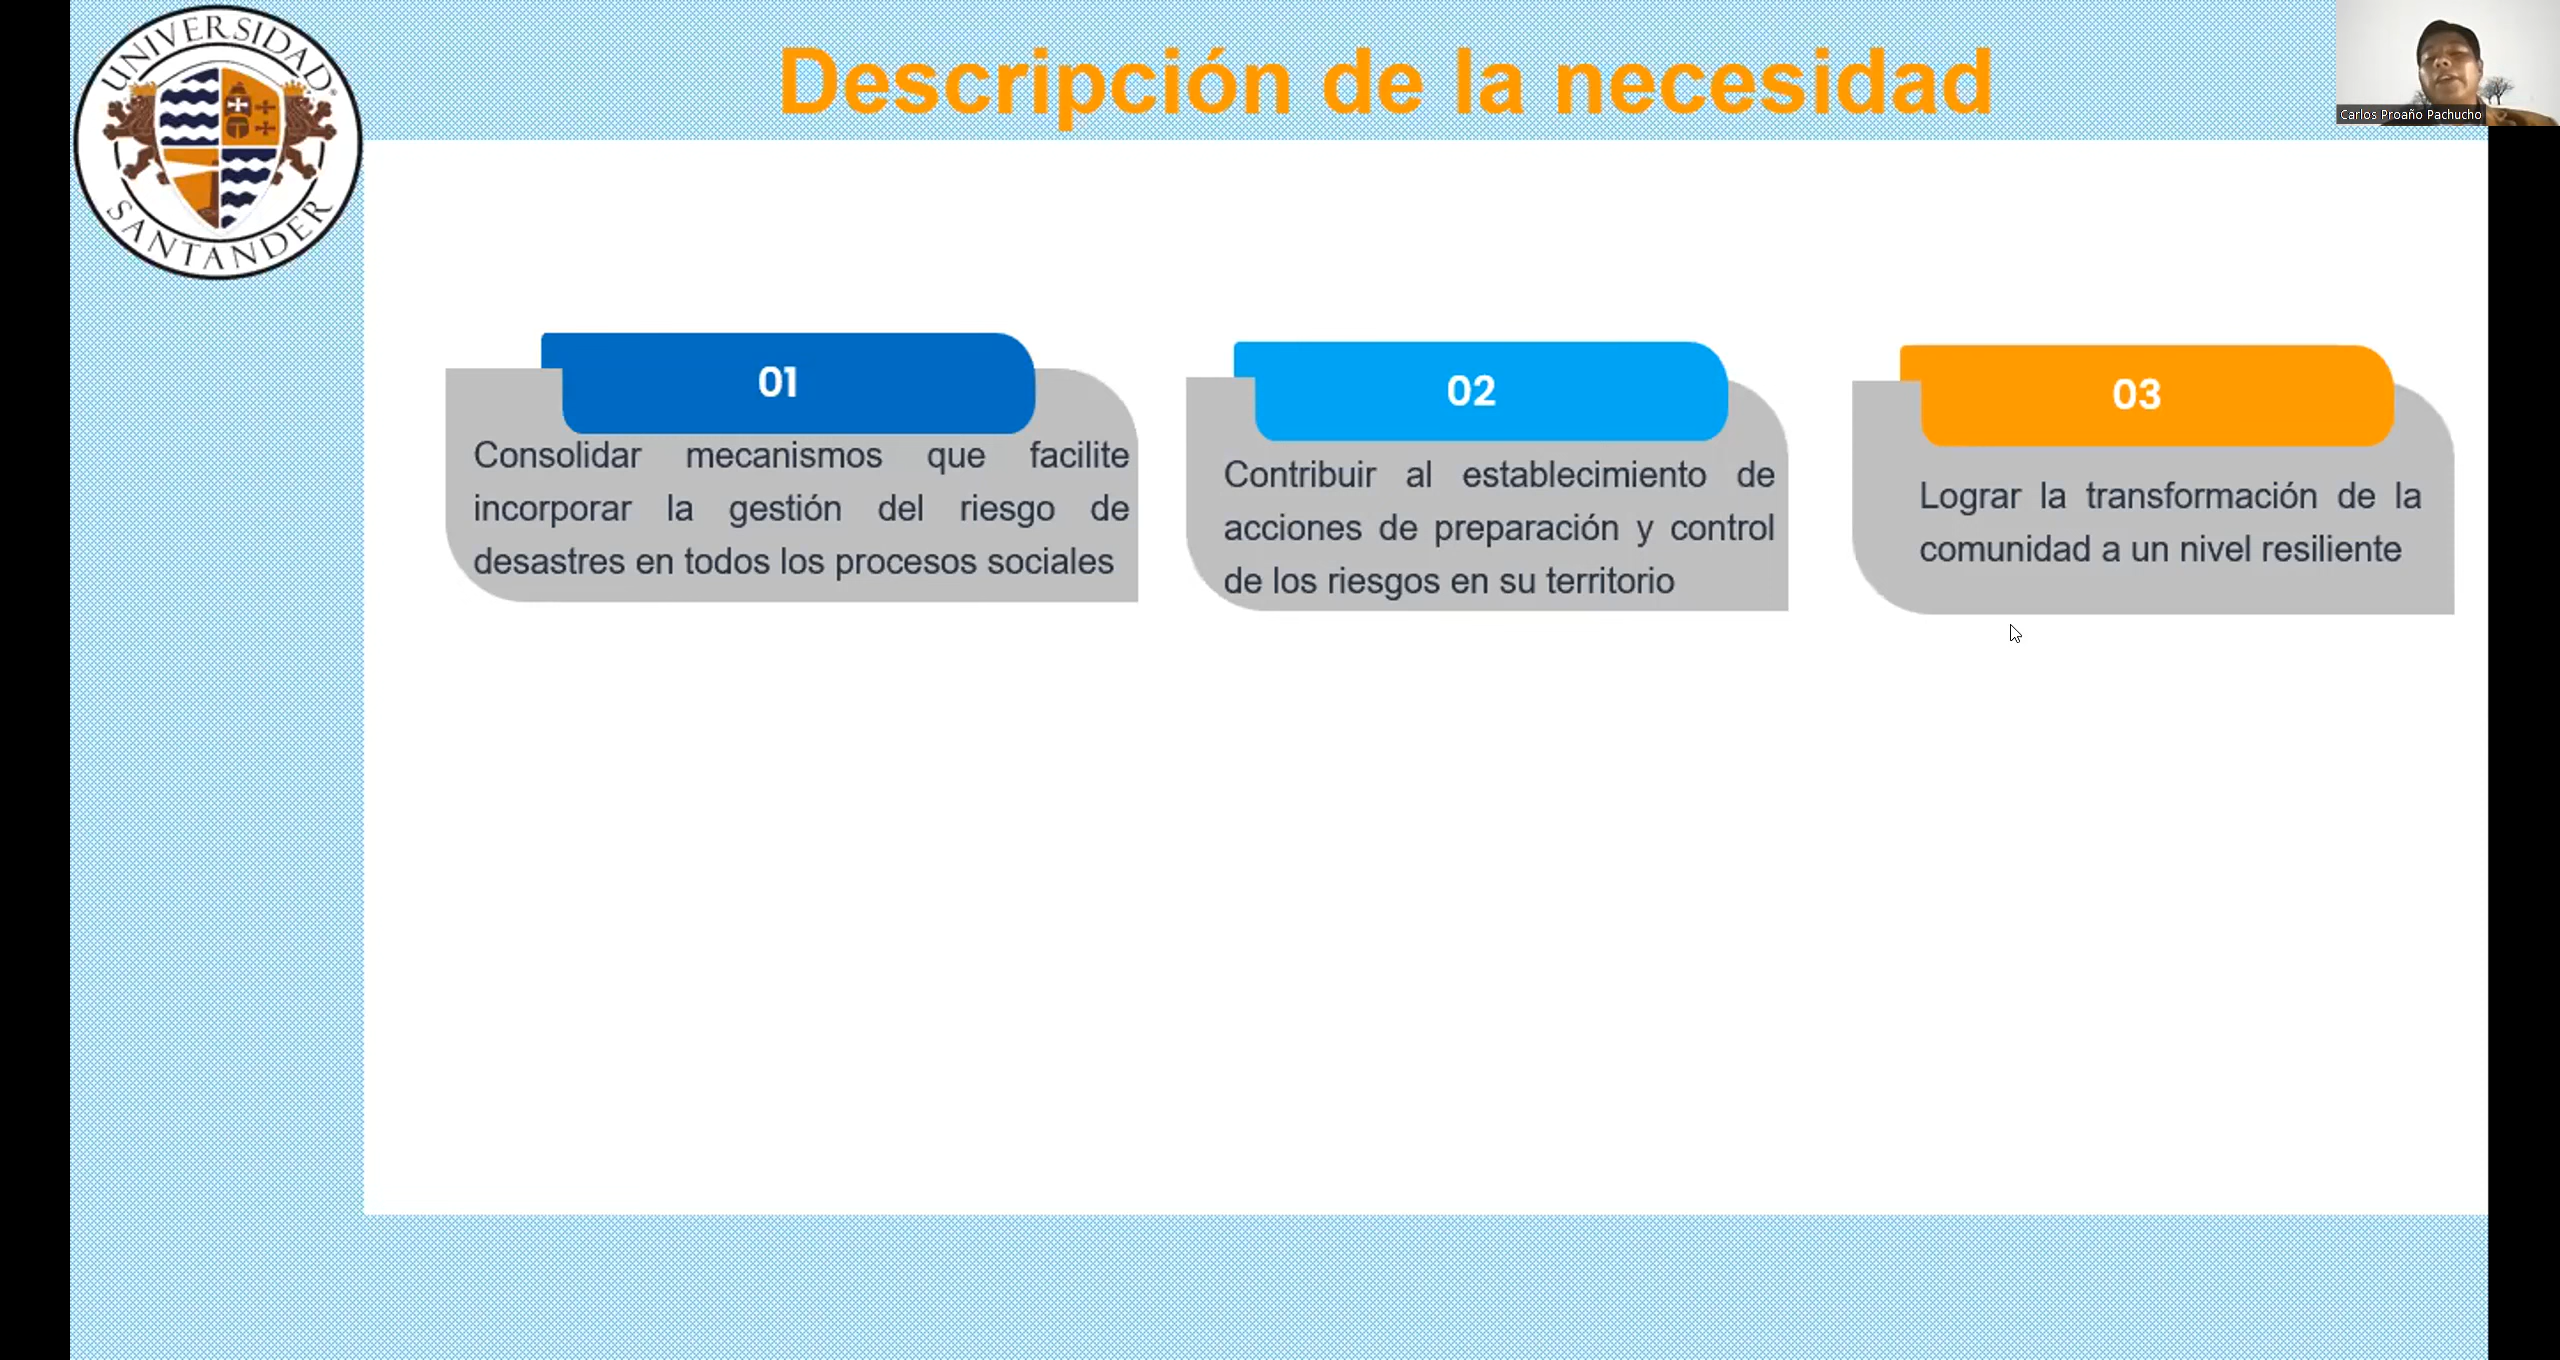 UNIVERSIDAD
SANTANDER
Descripción de la necesidad
Carlos Proaño Pachucho
01
Consolidar mecanismos que facilite
incorporar la gestión del riesgo de
desastres en todos los procesos sociales
02
Contribuir al establecimiento de
acciones de preparación y control
de los riesgos en su territorio
03
Lograr la transformación de la
comunidad a un nivel resiliente